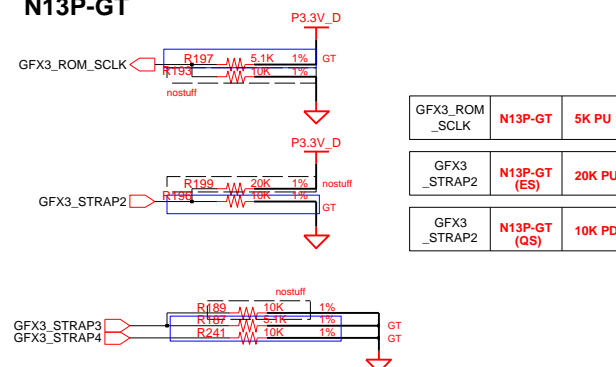 N13P-GT
P3.3V_D
R197 5.1K 1% GT
GFX3_ROM_SCLK
R193 10K 1%
nostuff
P3.3V_D
R199 20K 1% nostuff
GFX3_STRAP2
R196 10K 1%
GT
GFX3_ROM
_SCLK
N13P-GT
5K PU
GFX3
_STRAP2
N13P-GT
(ES)
20K PU
GFX3
_STRAP2
N13P-GT
(QS)
10K PD
nostuff
R189 10K 1%
GFX3_STRAP3 R187 5.1K 1% GT
GFX3_STRAP4 R241 10K 1% GT